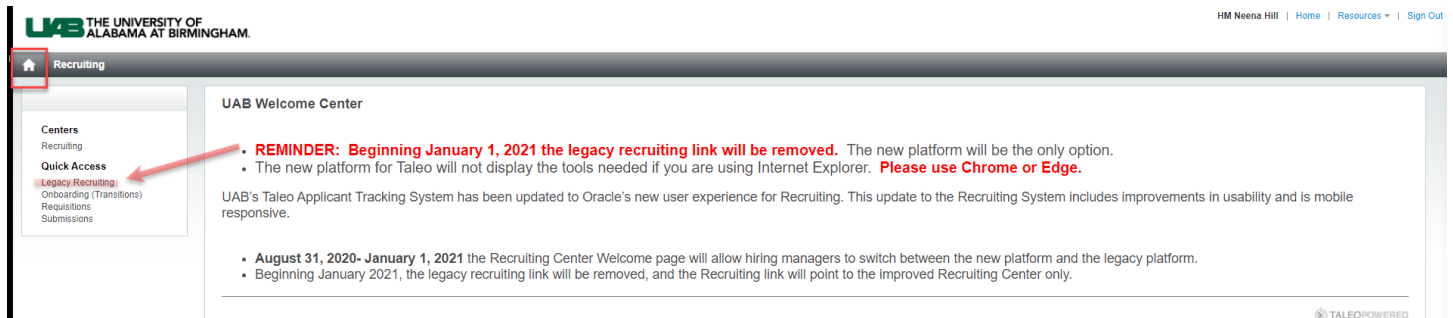 UAB THE UNIVERSITY OF
ALABAMA AT BIRMINGHAM.
HM Neena Hill | Home | Resources | Sign Out
Recruiting
Centers
Recruiting
Quick Access
Legacy Recruiting
Onboarding (Transitions)
Requisitions
Submissions
UAB Welcome Center
• REMINDER: Beginning January 1, 2021 the legacy recruiting link will be removed. The new platform will be the only option.
• The new platform for Taleo will not display the tools needed if you are using Internet Explorer. Please use Chrome or Edge.
UAB's Taleo Applicant Tracking System has been updated to Oracle's new user experience for Recruiting. This update to the Recruiting System includes improvements in usability and is mobile
responsive.
• August 31, 2020- January 1, 2021 the Recruiting Center Welcome page will allow hiring managers to switch between the new platform and the legacy platform.
• Beginning January 2021, the legacy recruiting link will be removed, and the Recruiting link will point to the improved Recruiting Center only.
TALEOPOWERED